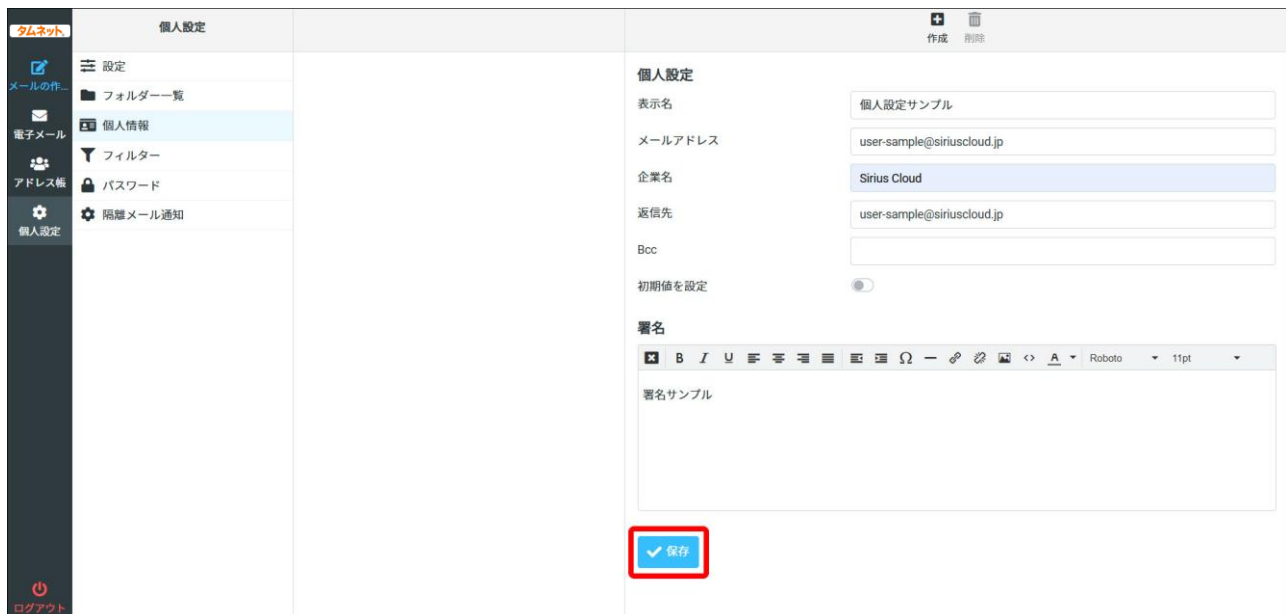 タムネット
メールの作...
電子メール
アドレス帳
個人設定
ログアウト
個人設定
設定
フォルダー一覧
個人情報
フィルター
パスワード
隔離メール通知
作成 削除
個人設定
表示名 個人設定サンプル
メールアドレス user-sample@siriuscloud.jp
企業名 Sirius Cloud
返信先 user-sample@siriuscloud.jp
Bcc
初期値を設定
署名
B I U Ω A Roboto 11pt
署名サンプル
保存